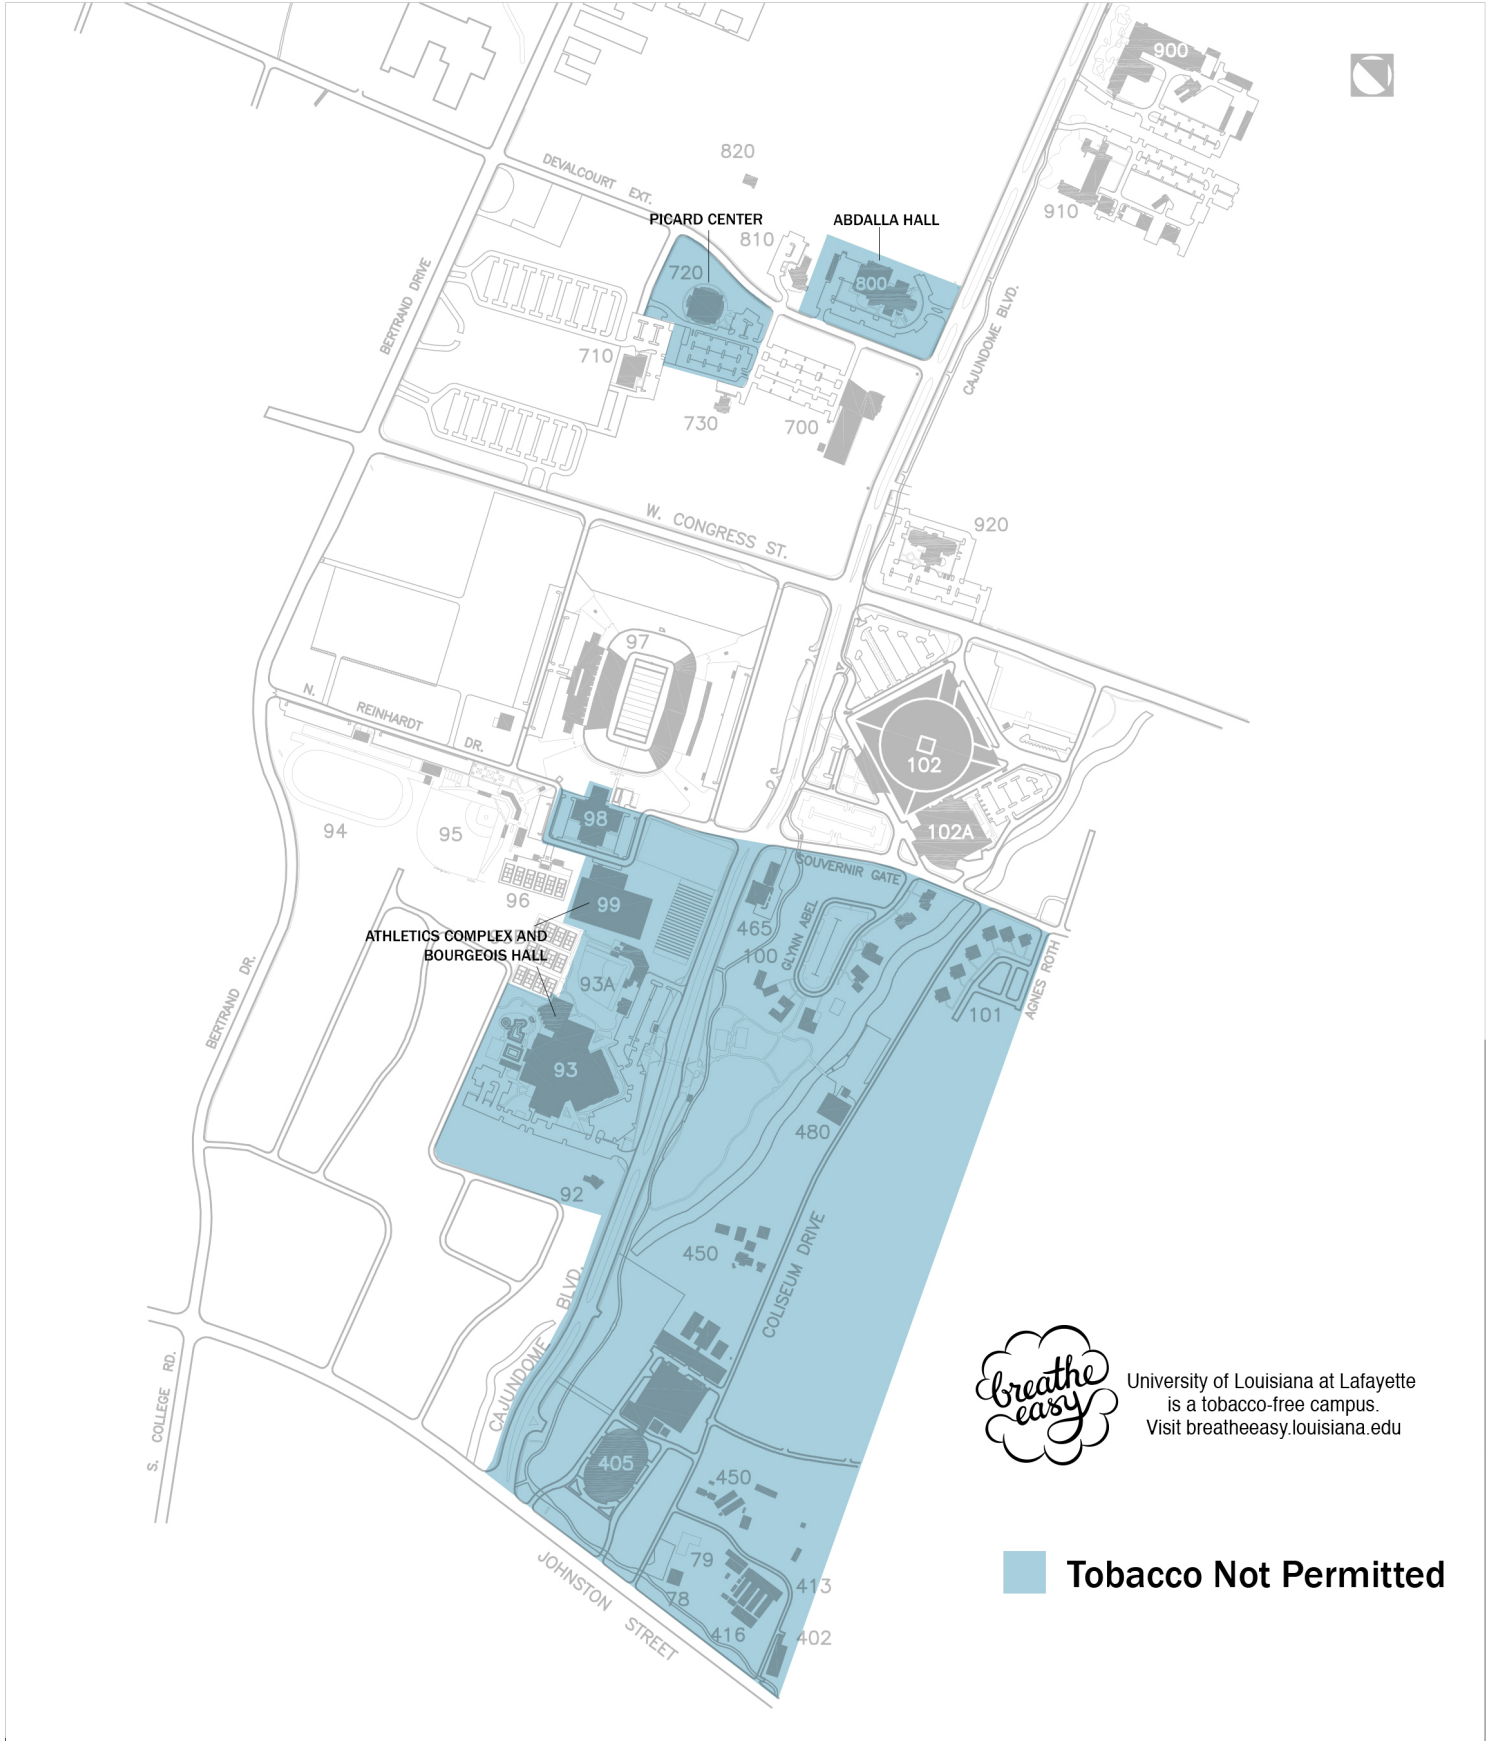 900
820
DEVALCOURT EXT.
910
PICARD CENTER
ABDALLA HALL
810
720
800
BERTRAND DRIVE
CAJUNDOME BLVD.
710
730
700
W. CONGRESS ST.
920
97
N. REINHARDT DR.
102
98
94
95
102A
SOUVERNIR GATE
96
99
465
GLYNN ABEL
ATHLETICS COMPLEX AND
BOURGEOIS HALL
100
AGNES ROTH
93A
101
BERTRAND DR.
93
480
92
450
COLISEUM DRIVE
CAJUNDOME BLVD.
breathe
easy
University of Louisiana at Lafayette
is a tobacco-free campus.
Visit breatheeasy.louisiana.edu
S. COLLEGE RD.
405
450
79
413
78
416
402
JOHNSTON STREET
Tobacco Not Permitted